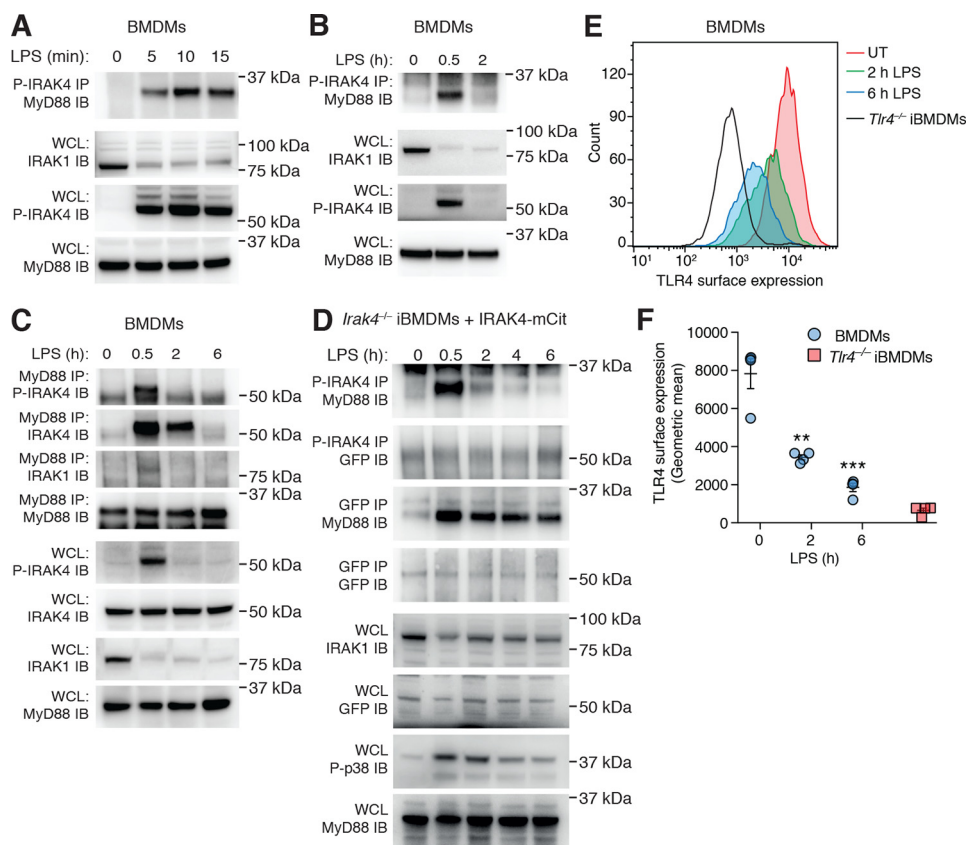 A
BMDMs
LPS (min): 0 5 10 15
P-IRAK4 IP
MyD88 IB
37 kDa
WCL:
IRAK1 IB
100 kDa
75 kDa
WCL:
P-IRAK4 IB
50 kDa
WCL:
MyD88 IB
37 kDa
B
BMDMs
LPS (h): 0 0.5 2
P-IRAK4 IP:
MyD88 IB
37 kDa
WCL:
IRAK1 IB
100 kDa
75 kDa
WCL:
P-IRAK4 IB
50 kDa
WCL:
MyD88 IB
37 kDa
E
BMDMs
120
90
60
30
0
Count
10¹ 10² 10³ 10⁴
TLR4 surface expression
UT
2 h LPS
6 h LPS
Tlr4–/– iBMDMs
C
BMDMs
LPS (h): 0 0.5 2 6
MyD88 IP:
P-IRAK4 IB
50 kDa
MyD88 IP:
IRAK4 IB
50 kDa
MyD88 IP:
IRAK1 IB
75 kDa
MyD88 IP:
MyD88 IB
37 kDa
WCL:
P-IRAK4 IB
50 kDa
WCL:
IRAK4 IB
50 kDa
WCL:
IRAK1 IB
75 kDa
WCL:
MyD88 IB
37 kDa
D
Irak4–/– iBMDMs + IRAK4-mCit
LPS (h): 0 0.5 2 4 6
P-IRAK4 IP
MyD88 IB
37 kDa
P-IRAK4 IP
GFP IB
50 kDa
GFP IP
MyD88 IB
37 kDa
GFP IP
GFP IB
50 kDa
WCL
IRAK1 IB
100 kDa
75 kDa
WCL
GFP IB
50 kDa
WCL
P-p38 IB
37 kDa
WCL
MyD88 IB
37 kDa
F
BMDMs
Tlr4–/– iBMDMs
10000
8000
6000
4000
2000
0
TLR4 surface expression
(Geometric mean)
**
***
0 2 6
LPS (h)